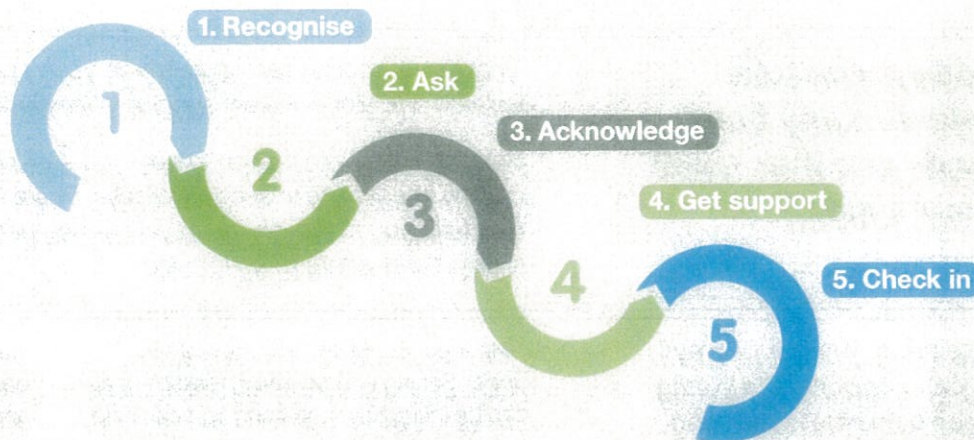 1. Recognise
1
2. Ask
2
3. Acknowledge
3
4. Get support
4
5. Check in
5